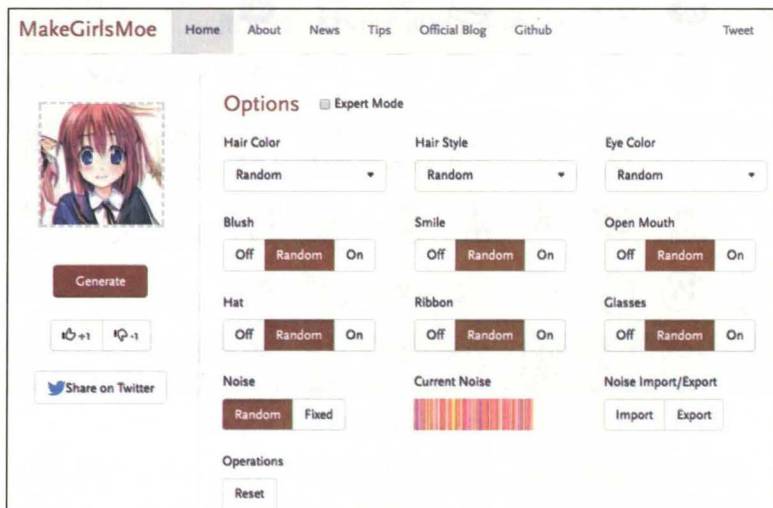 MakeGirlsMoe Home About News Tips Official Blog Github Tweet
Options Expert Mode
Hair Color Hair Style Eye Color
Random Random Random
Blush Smile Open Mouth
Off Random On Off Random On Off Random On
Generate
Hat Ribbon Glasses
+1 -1 Off Random On Off Random On Off Random On
Share on Twitter
Noise Current Noise Noise Import/Export
Random Fixed Import Export
Operations
Reset